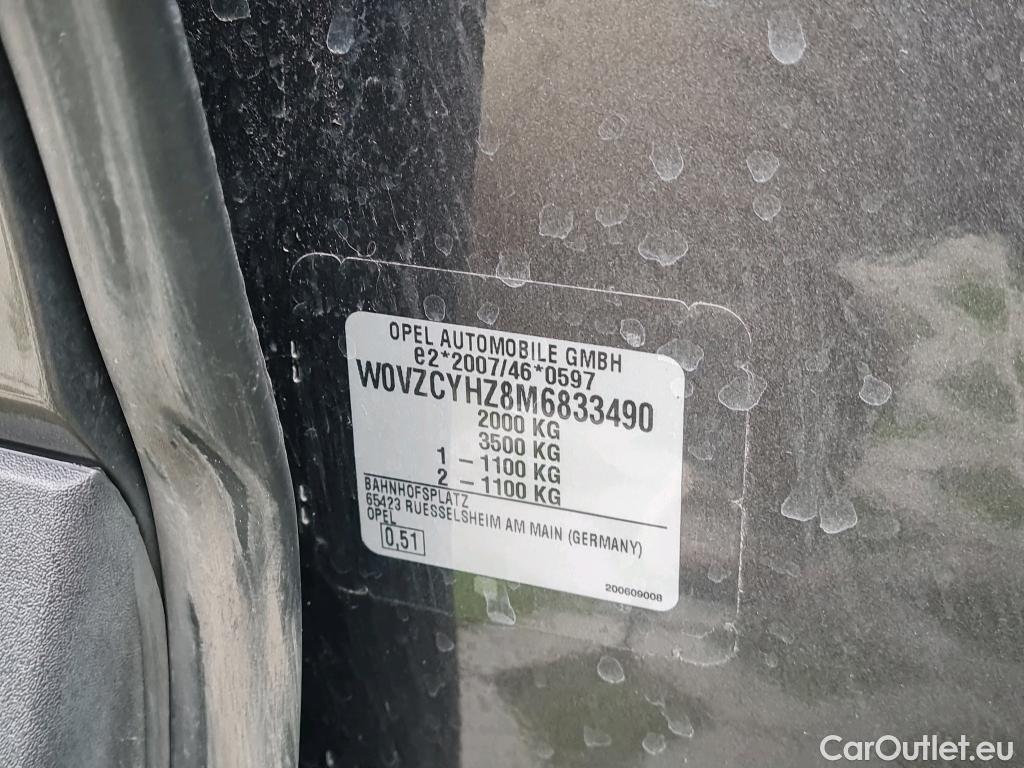 OPEL AUTOMOBILE GMBH
e2*2007/46*0597
W0VZCYHZ8M6833490
2000 KG
3500 KG
1 – 1100 KG
2 – 1100 KG
BAHNHOFSPLATZ
65423 RUESSELSHEIM AM MAIN (GERMANY)
OPEL
0,51
200609008
CarOutlet.eu